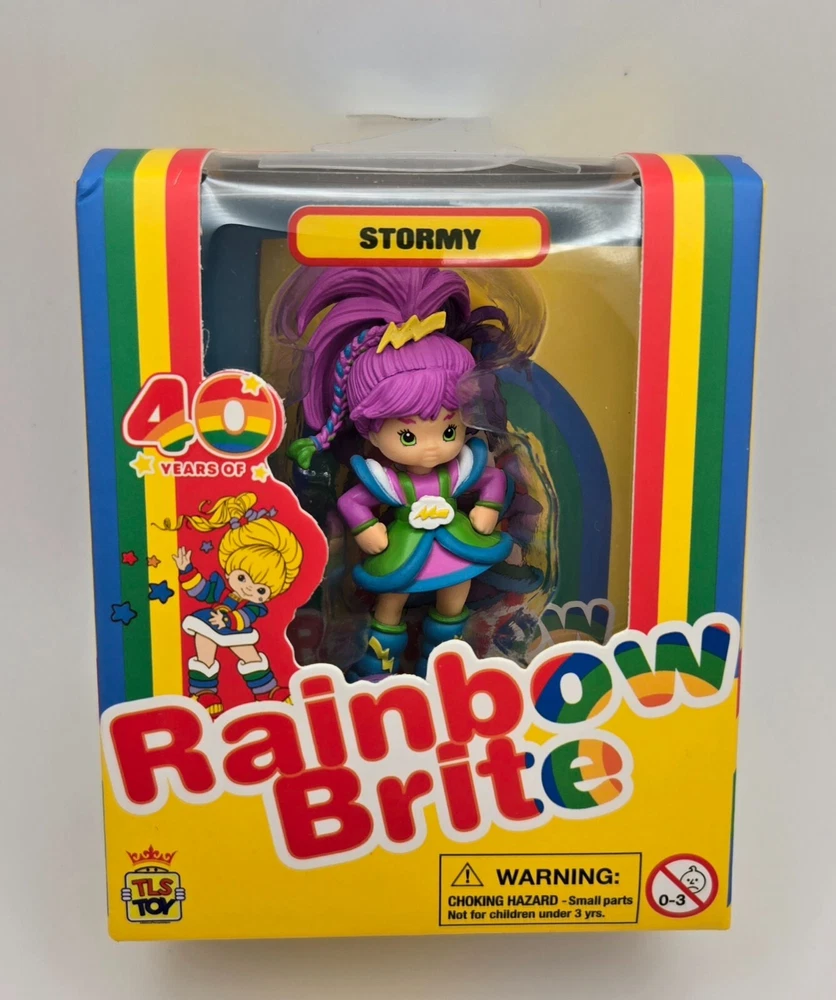 STORMY
40
YEARS OF
Rainbow
Brite
TLS
TOY
WARNING:
CHOKING HAZARD - Small parts
Not for children under 3 yrs.
0-3